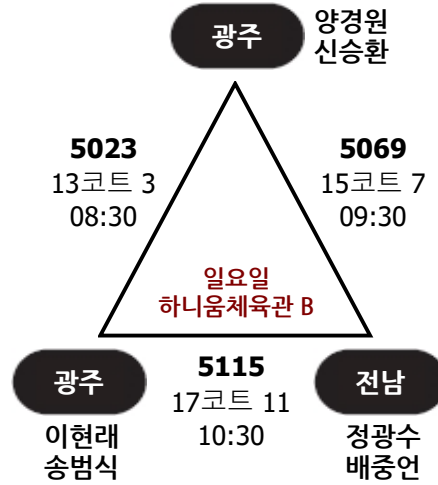 광주
양경원
신승환
5023
13코트 3
08:30
5069
15코트 7
09:30
일요일
하니움체육관 B
광주
이현래
송범식
5115
17코트 11
10:30
전남
정광수
배중언